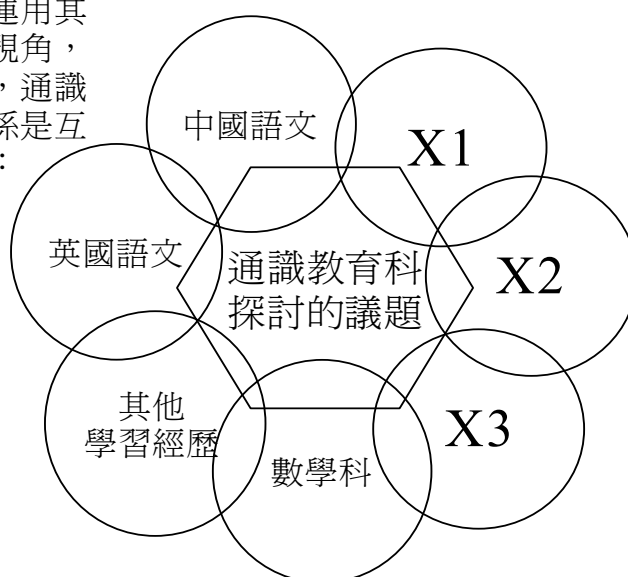 運用其
視角，
，通識
係是互
：
中國語文
X1
英國語文
通識教育科
探討的議題
X2
其他
學習經歷
X3
數學科